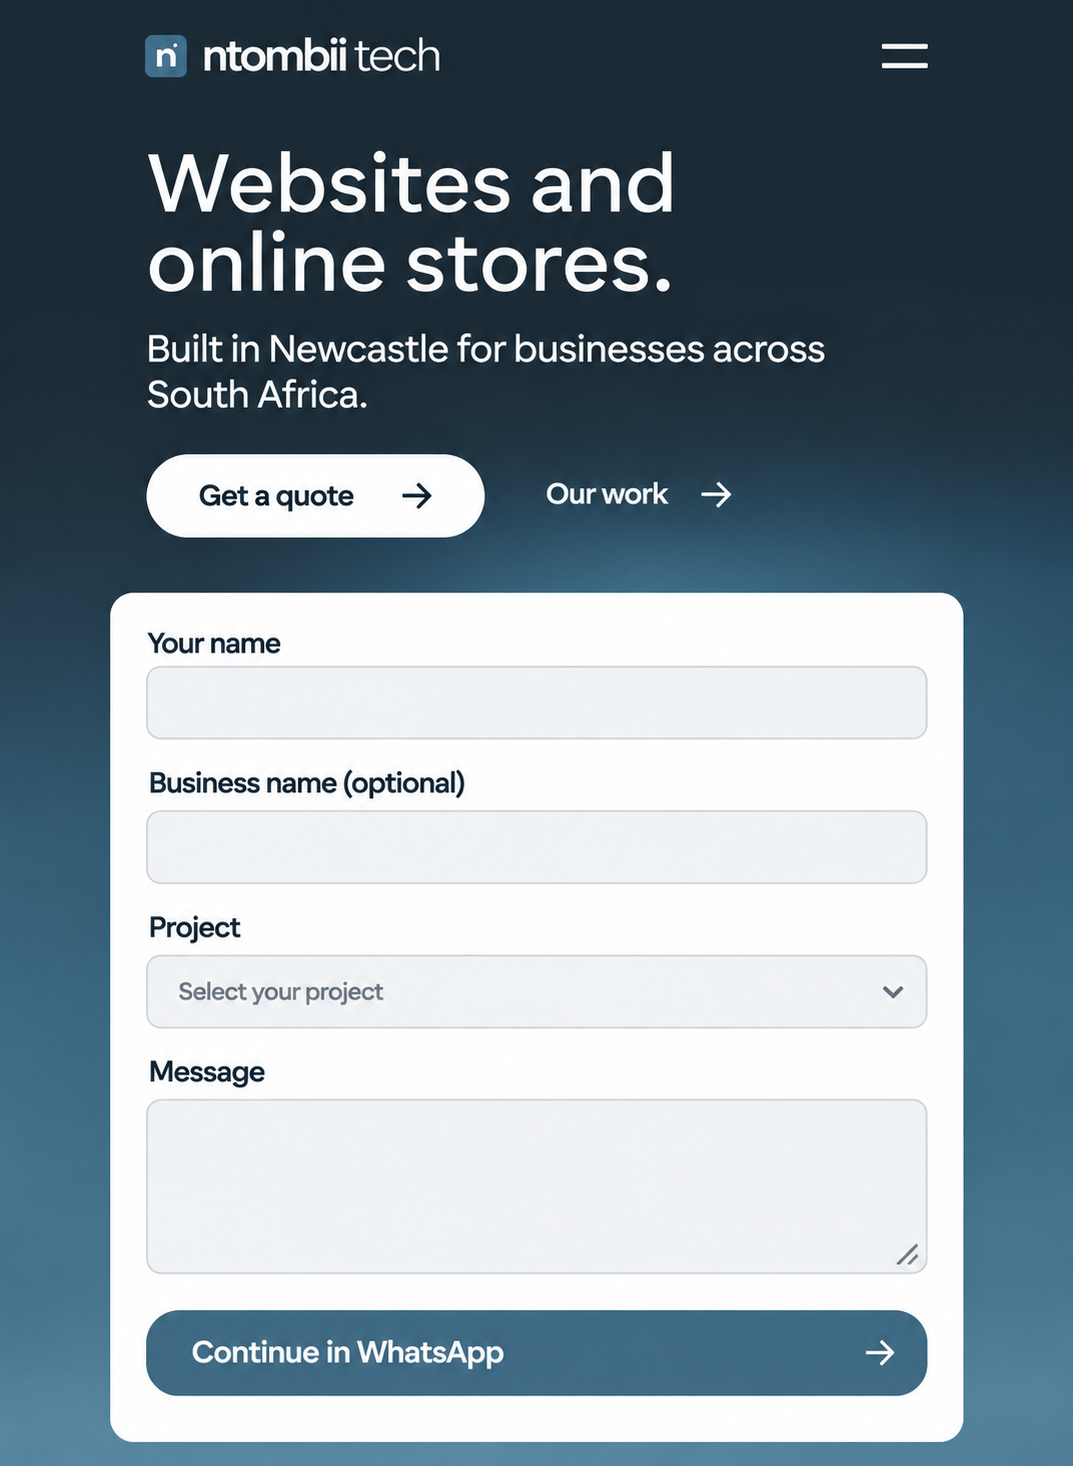 n
ntombii tech
Websites and
online stores.
Built in Newcastle for businesses across
South Africa.
Get a quote
Our work
Your name
Business name (optional)
Project
Select your project
Message
Continue in WhatsApp